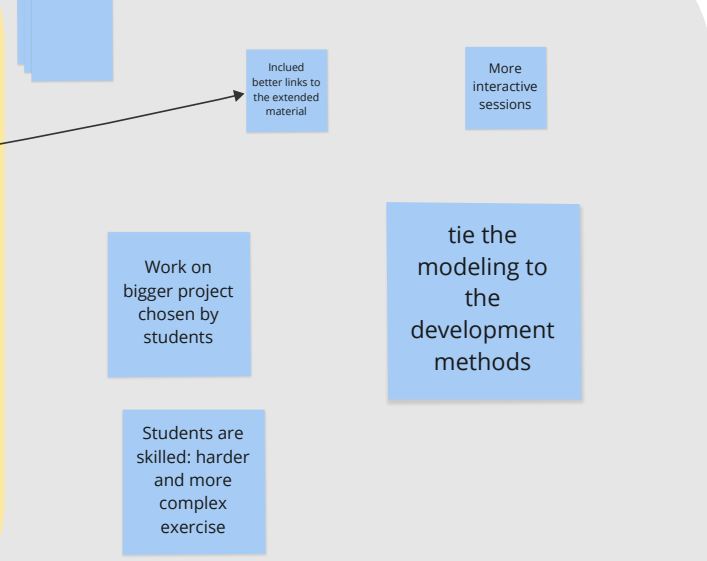 Inclued
better links to
the extended
material
More
interactive
sessions
Work on
bigger project
chosen by
students
tie the
modeling to
the
development
methods
Students are
skilled: harder
and more
complex
exercise